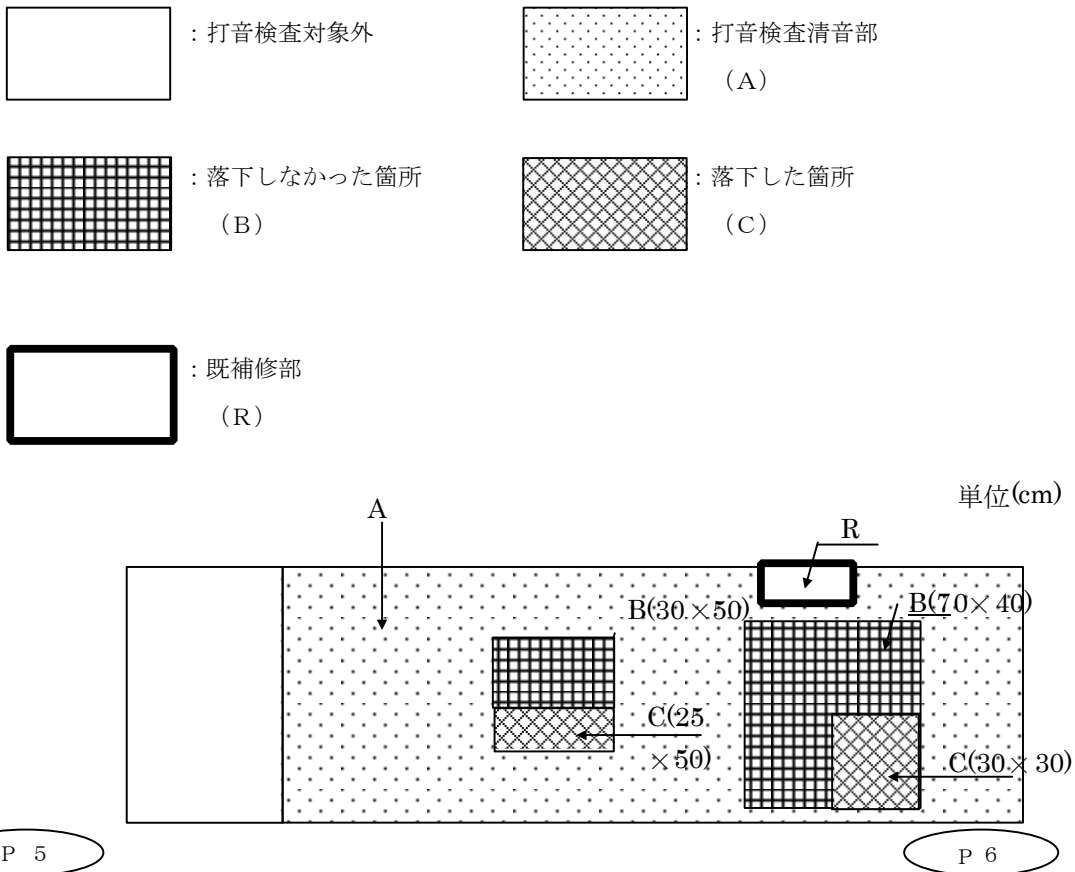 ：打音検査対象外
：打音検査清音部
（A）
：落下しなかった箇所
（B）
：落下した箇所
（C）
：既補修部
（R）
単位(cm)
A
R
B(30×50)
B(70×40)
C(25
×50)
C(30×30)
P 5
P 6